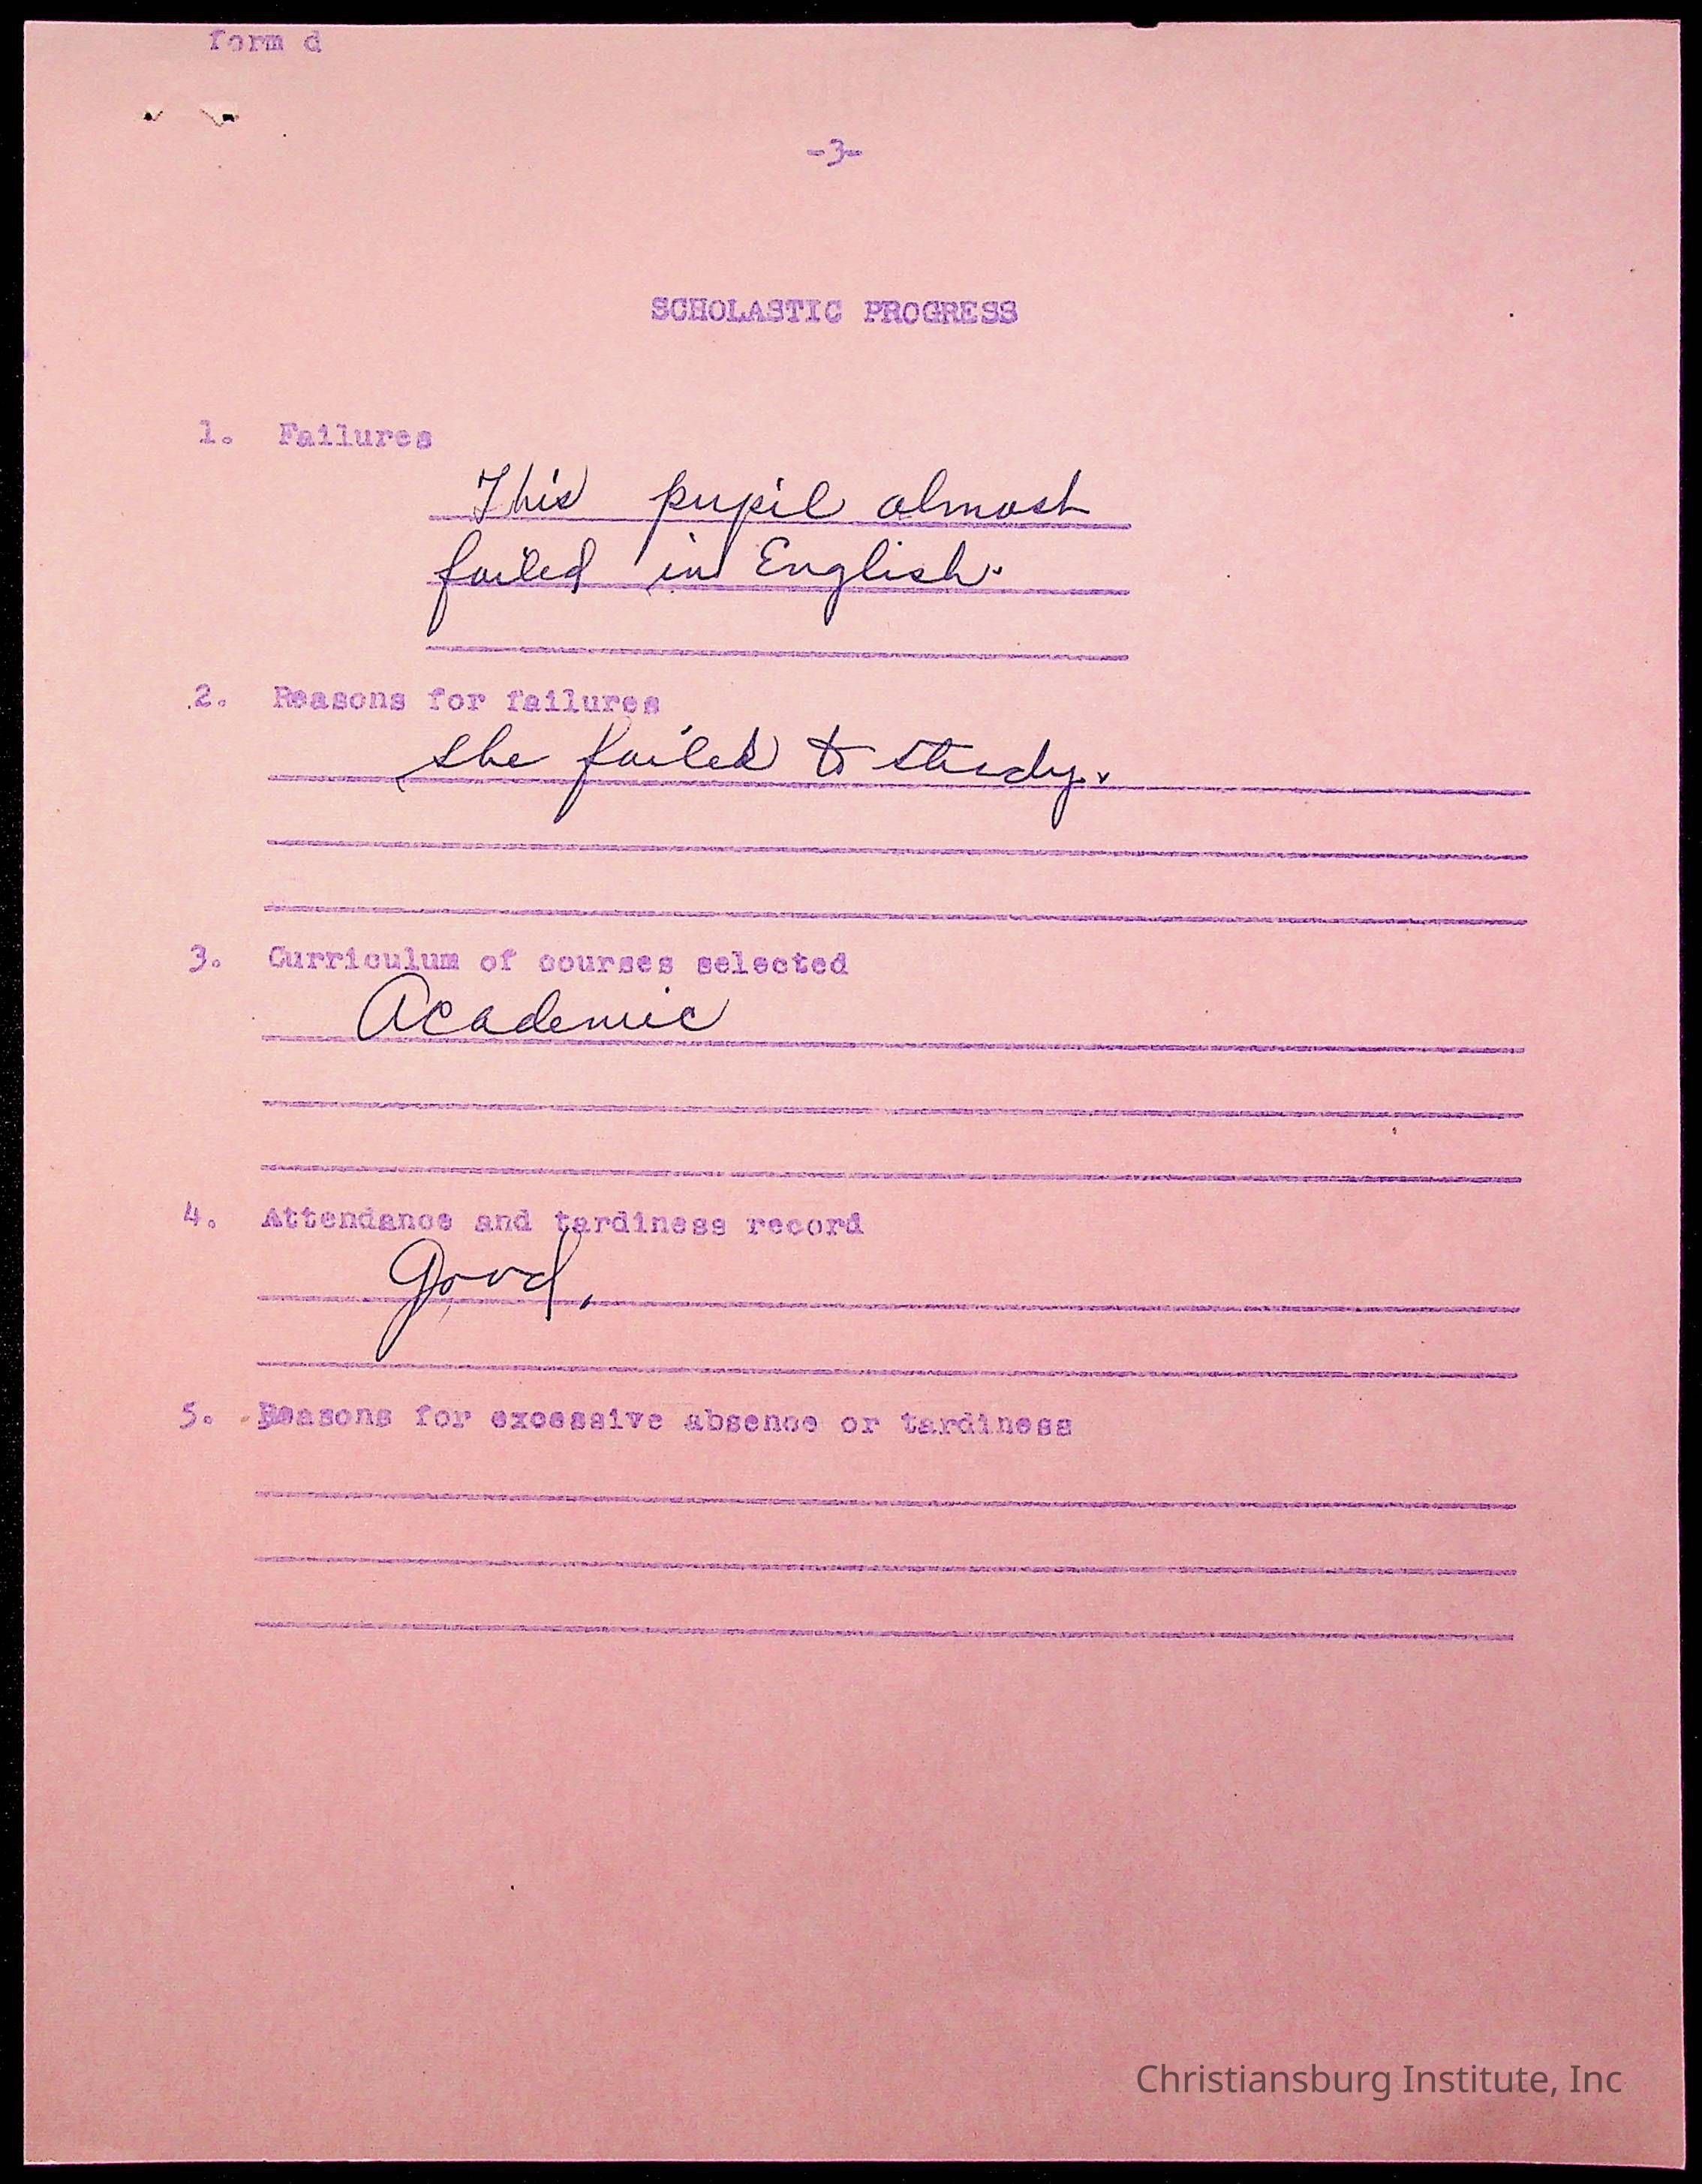 form d
-3-
SCHOLASTIC PROGRESS
1. Failures
This pupil almost
failed in English.
2. Reasons for failures
She failed to study.
3. Curriculum of courses selected
Academic
4. Attendance and tardiness record
Good.
5. Reasons for excessive absence or tardiness
Christiansburg Institute, Inc